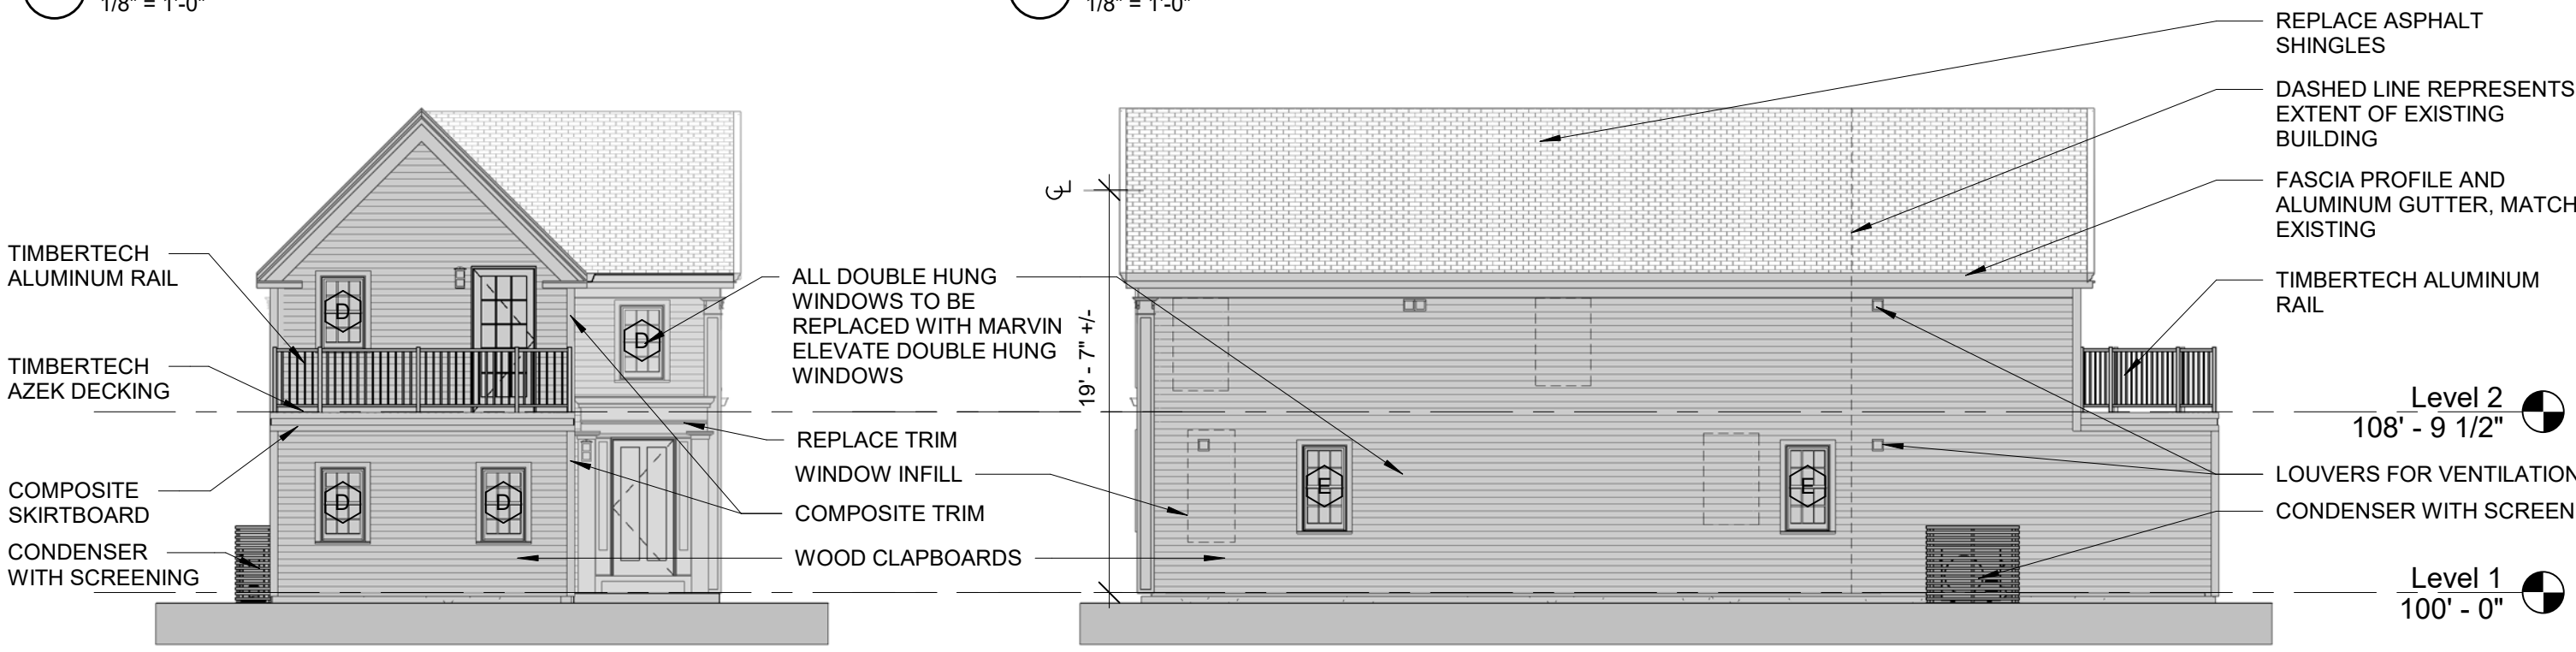 1/8" = 1'-0"
1/8" = 1'-0"
TIMBERTECH
ALUMINUM RAIL
TIMBERTECH
AZEK DECKING
COMPOSITE
SKIRTBOARD
CONDENSER
WITH SCREENING
D
D
D
D
ALL DOUBLE HUNG
WINDOWS TO BE
REPLACED WITH MARVIN
ELEVATE DOUBLE HUNG
WINDOWS
REPLACE TRIM
WINDOW INFILL
COMPOSITE TRIM
WOOD CLAPBOARDS
CL
19' - 7" +/-
E
E
REPLACE ASPHALT
SHINGLES
DASHED LINE REPRESENTS
EXTENT OF EXISTING
BUILDING
FASCIA PROFILE AND
ALUMINUM GUTTER, MATCH
EXISTING
TIMBERTECH ALUMINUM
RAIL
Level 2
108' - 9 1/2"
LOUVERS FOR VENTILATION
CONDENSER WITH SCREEN
Level 1
100' - 0"